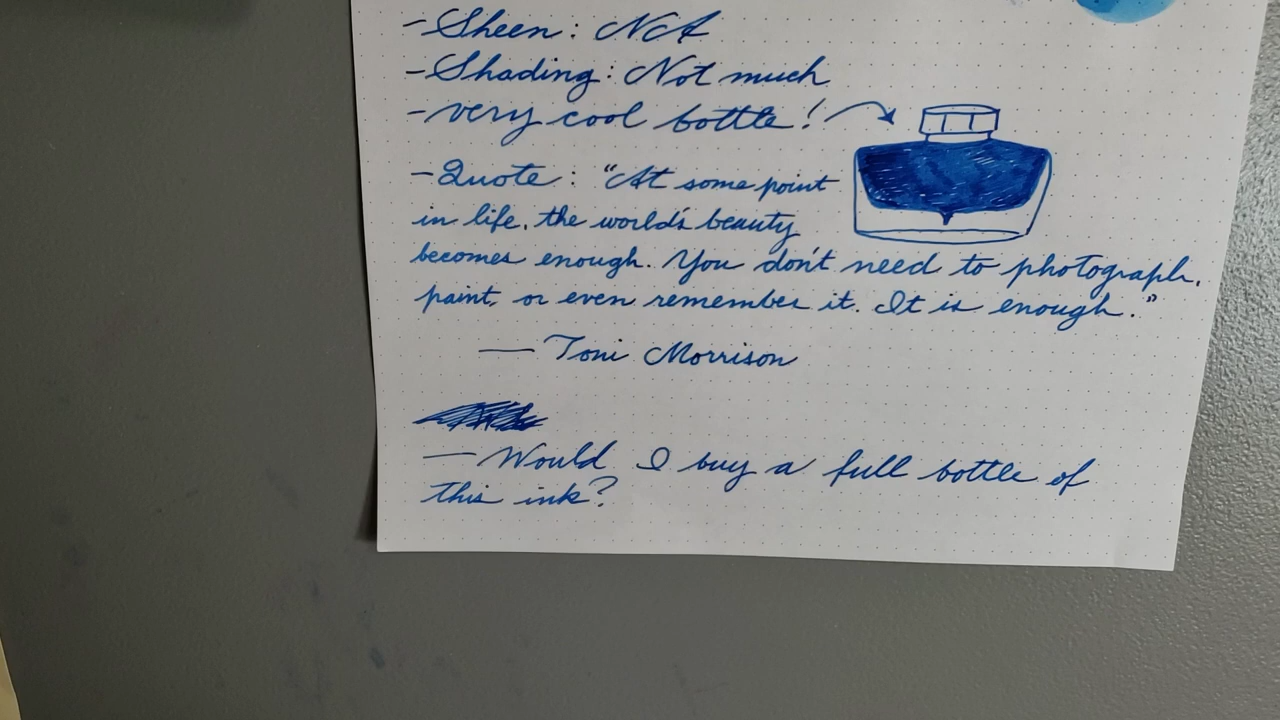 - Sheen: Not
- Shading: Not much
- very cool bottle!
- Quote: "At some point
in life, the world's beauty
becomes enough. You don't need to photograph,
paint, or even remember it. It is enough."
— Toni Morrison
— Would I buy a full bottle of
this ink?